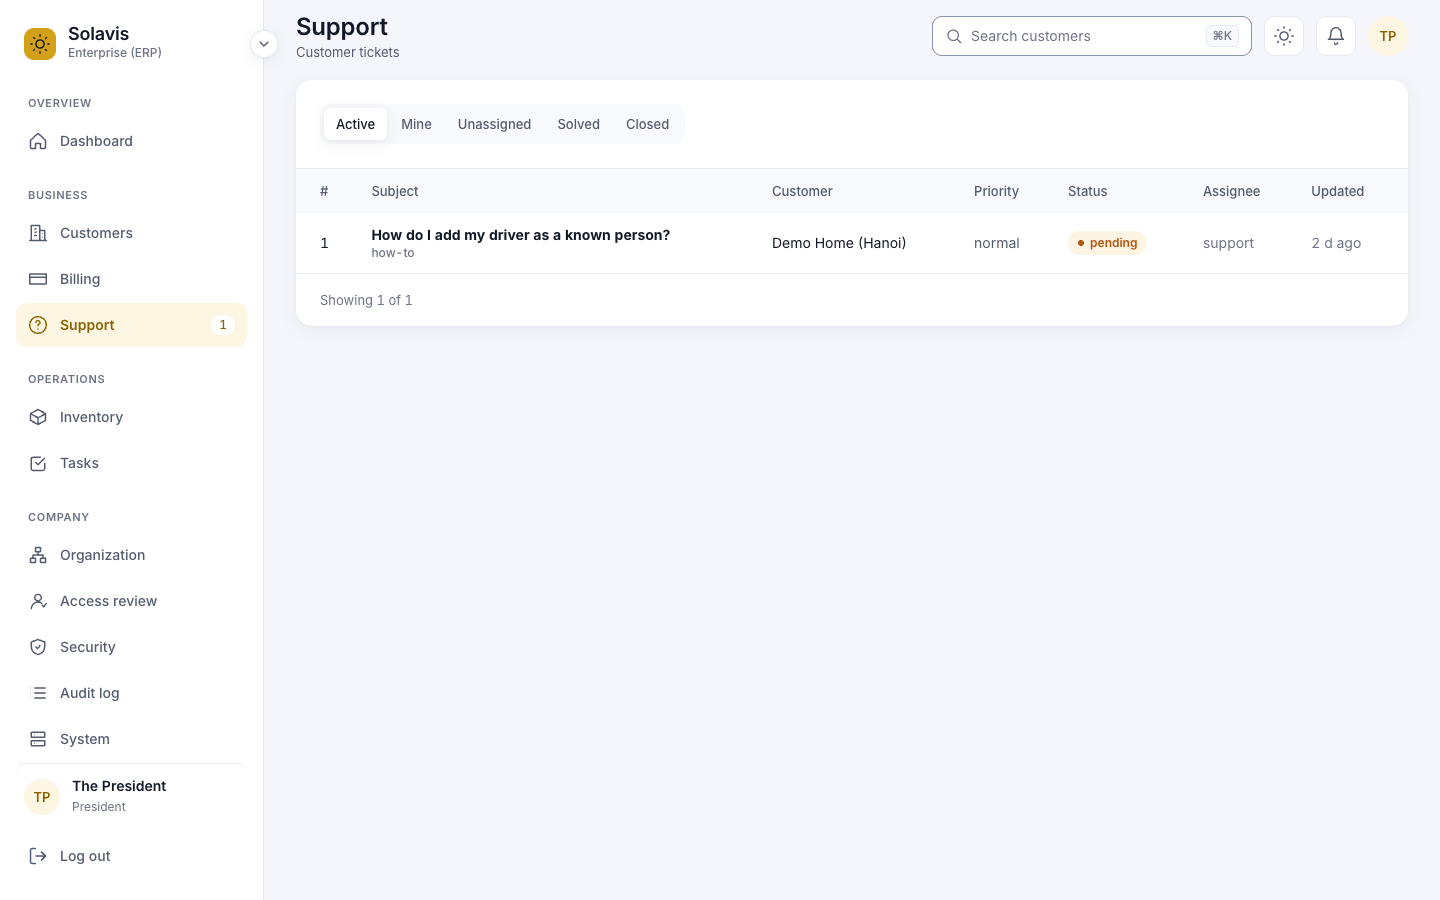 Solavis
Enterprise (ERP)
OVERVIEW
Dashboard
BUSINESS
Customers
Billing
Support 1
OPERATIONS
Inventory
Tasks
COMPANY
Organization
Access review
Security
Audit log
System
TP The President
President
Log out
Support
Customer tickets
Search customers ⌘K
TP
Active Mine Unassigned Solved Closed
# Subject Customer Priority Status Assignee Updated
1 How do I add my driver as a known person? Demo Home (Hanoi) normal pending support 2 d ago
how-to
Showing 1 of 1